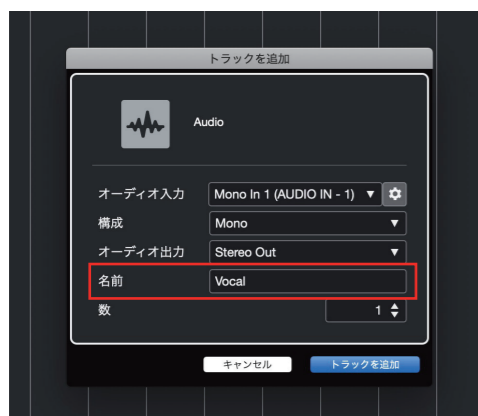 トラックを追加
Audio
オーディオ入力 Mono In 1 (AUDIO IN - 1)
構成 Mono
オーディオ出力 Stereo Out
名前 Vocal
数 1
キャンセル トラックを追加